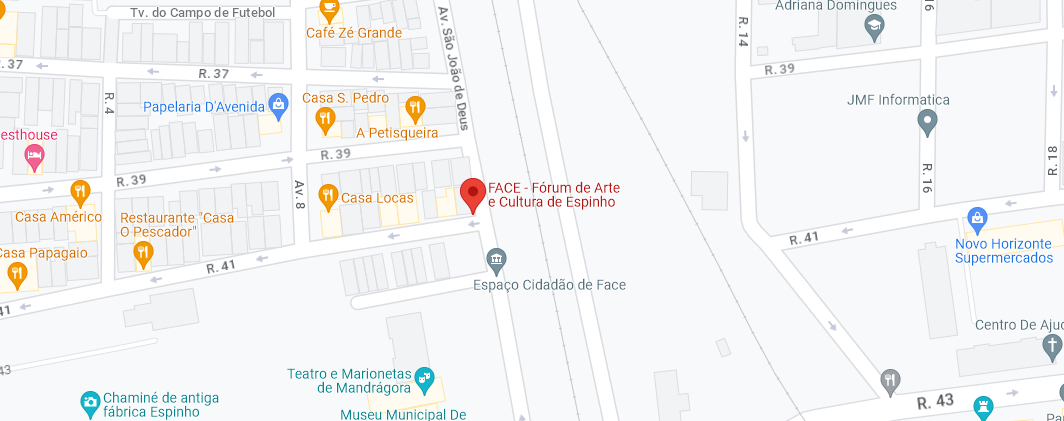 Tv. do Campo de Futebol
Café Zé Grande
Adriana Domingues
16
R. 14
Av. São João de Deus
.37
R. 37
R. 39
R. 4
Papelaria D'Avenida
Casa S. Pedro
A Petisqueira
JMF Informatica
esthouse
R. 39
R. 39
R. 16
R. 18
Av. 8
Casa Américo
Restaurante "Casa
O Pescador"
Casa Locas
FACE - Fórum de Arte
e Cultura de Espinho
Casa Papagaio
R. 41
R. 41
Novo Horizonte
Supermercados
41
Espaço Cidadão de Face
Centro De Ajuc
43
Teatro e Marionetas
de Mandrágora
Chaminé de antiga
fábrica Espinho
Museu Municipal De
R. 43
Pa